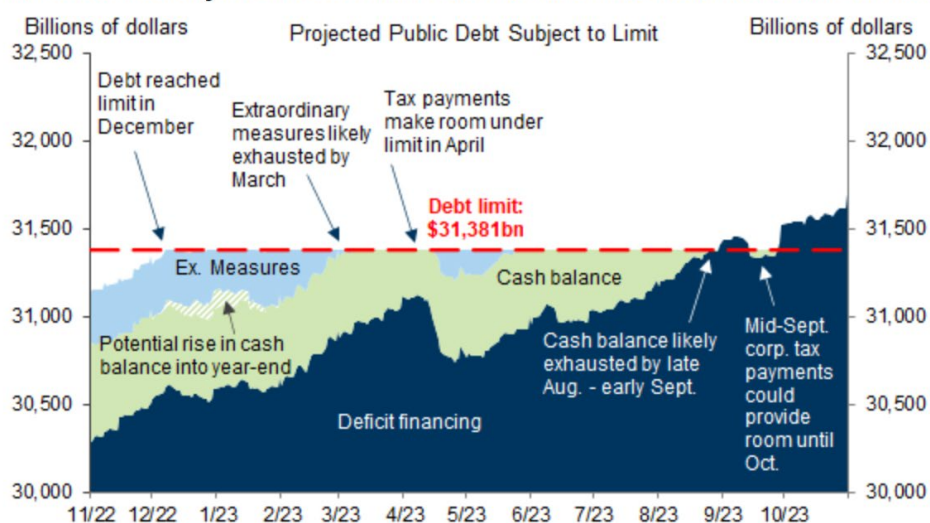 Billions of dollars
Projected Public Debt Subject to Limit
Billions of dollars
32,500
32,000
31,500
31,000
30,500
30,000
32,500
32,000
31,500
31,000
30,500
30,000
Debt reached
limit in
December
Extraordinary
measures likely
exhausted by
March
Tax payments
make room under
limit in April
Debt limit:
$31,381bn
Ex. Measures
Cash balance
Potential rise in cash
balance into year-end
Cash balance likely
exhausted by late
Aug. - early Sept.
Mid-Sept.
corp. tax
payments
could
provide
room until
Oct.
Deficit financing
11/22 12/22 1/23 2/23 3/23 4/23 5/23 6/23 7/23 8/23 9/23 10/23